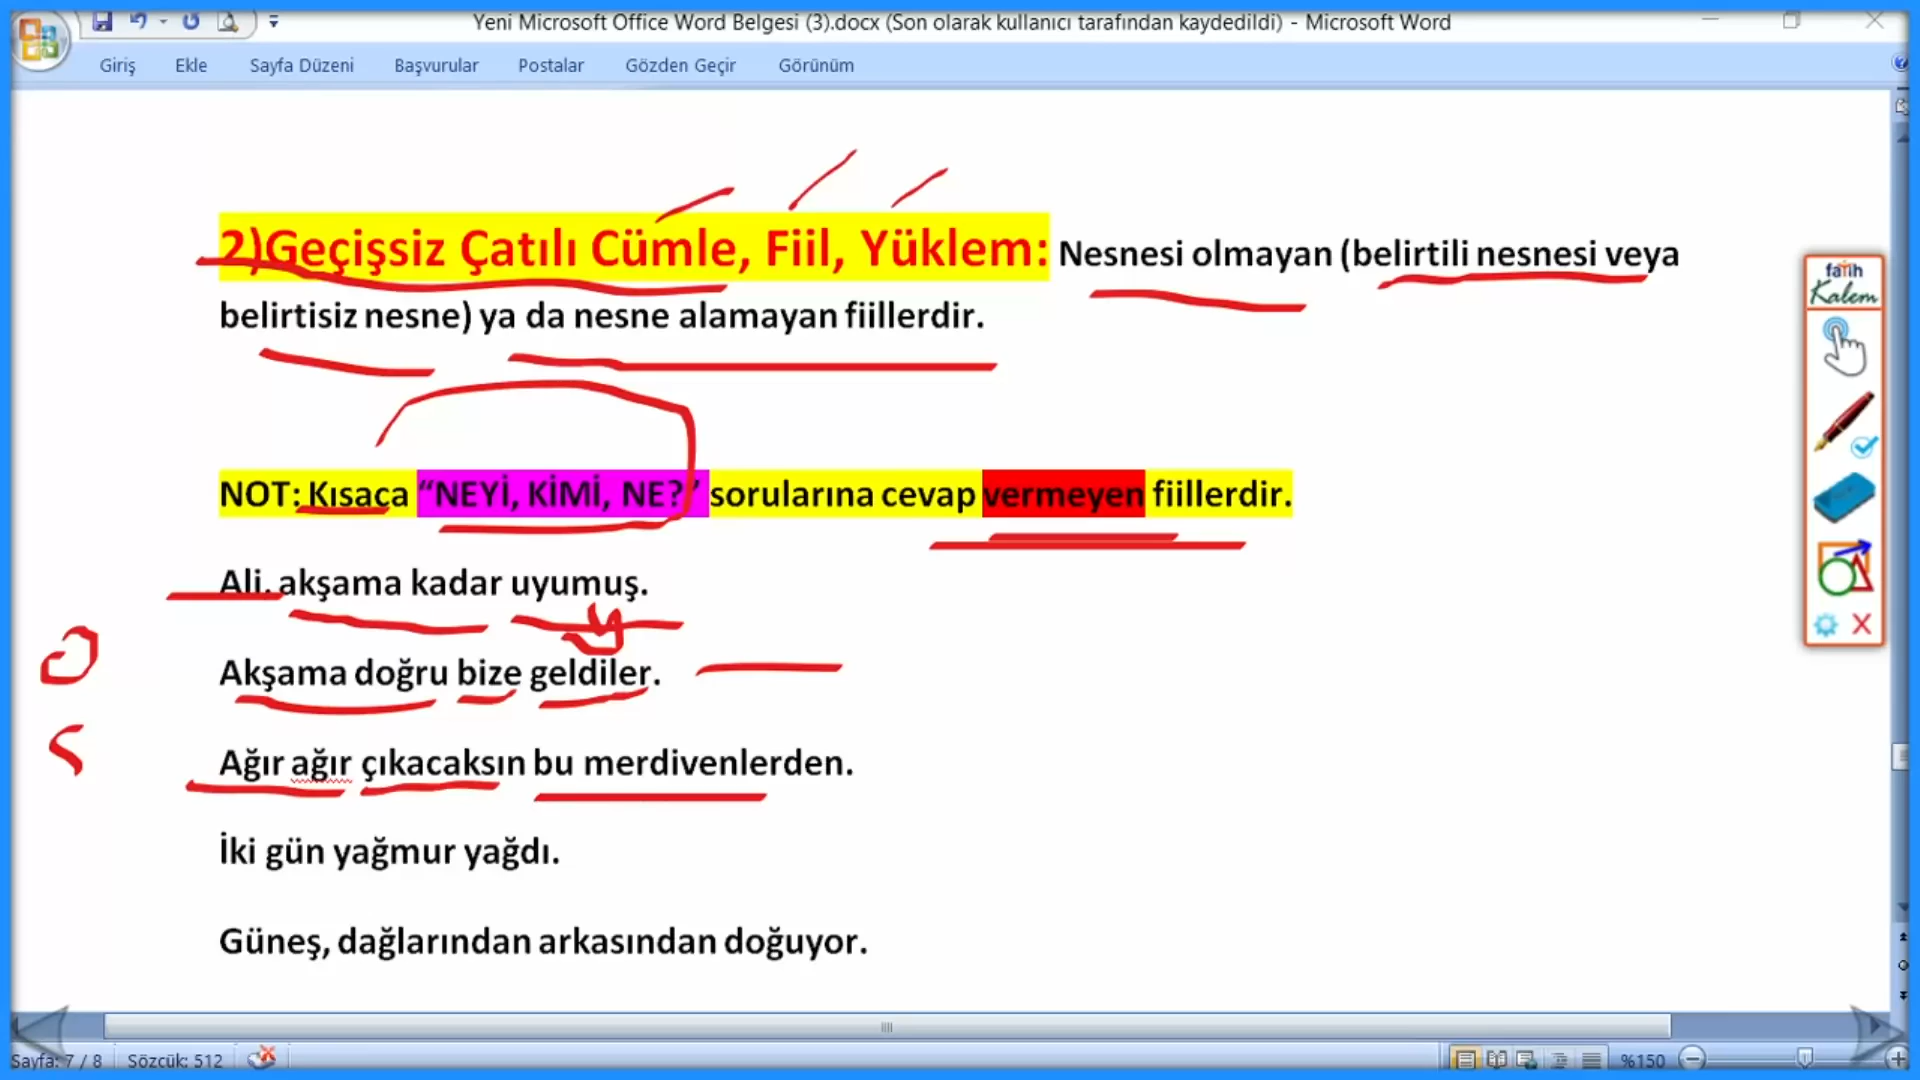 Yeni Microsoft Office Word Belgesi (3).docx (Son olarak kullanıcı tarafından kaydedildi) - Microsoft Word
Giriş Ekle Sayfa Düzeni Başvurular Postalar Gözden Geçir Görünüm
2)Geçişsiz Çatılı Cümle, Fiil, Yüklem: Nesnesi olmayan (belirtili nesnesi veya
belirtisiz nesne) ya da nesne alamayan fiillerdir.
fatih
Kalem
NOT: Kısaca “NEYİ, KİMİ, NE?” sorularına cevap vermeyen fiillerdir.
Ali, akşama kadar uyumuş.
Akşama doğru bize geldiler.
Ağır ağır çıkacaksın bu merdivenlerden.
İki gün yağmur yağdı.
Güneş, dağlarından arkasından doğuyor.
Sayfa: 7 / 8 Sözcük: 512 %150